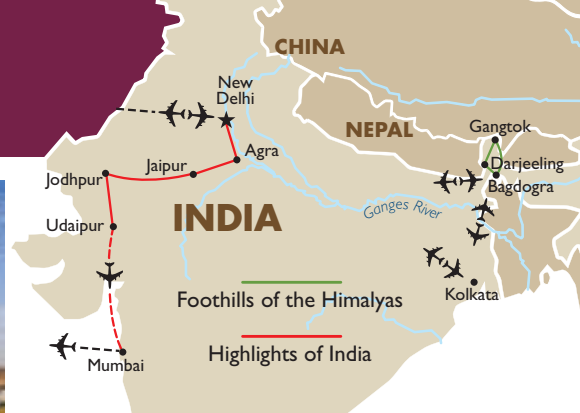 CHINA
New
Delhi
NEPAL
Gangtok
Agra
Darjeeling
Jaipur
Jodhpur
Bagdogra
Ganges River
Udaipur
INDIA
Kolkata
Foothills of the Himalyas
Highlights of India
Mumbai